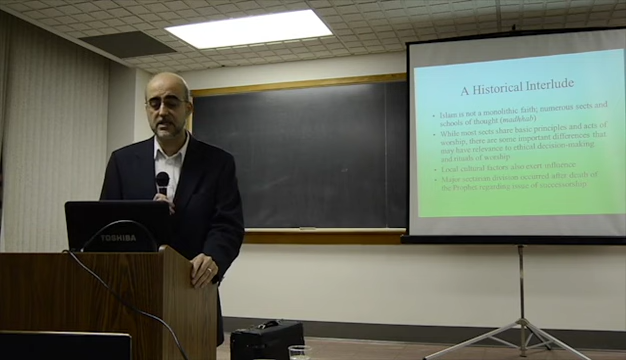 A Historical Interlude
• Islam is not a monolithic faith; numerous sects and
schools of thought (madhhab)
• While most sects share basic principles and acts of
worship, there are some important differences that
may have relevance to ethical decision-making
and rituals of worship
• Local cultural factors also exert influence
• Major sectarian division occurred after death of
the Prophet regarding issue of successorship
TOSHIBA